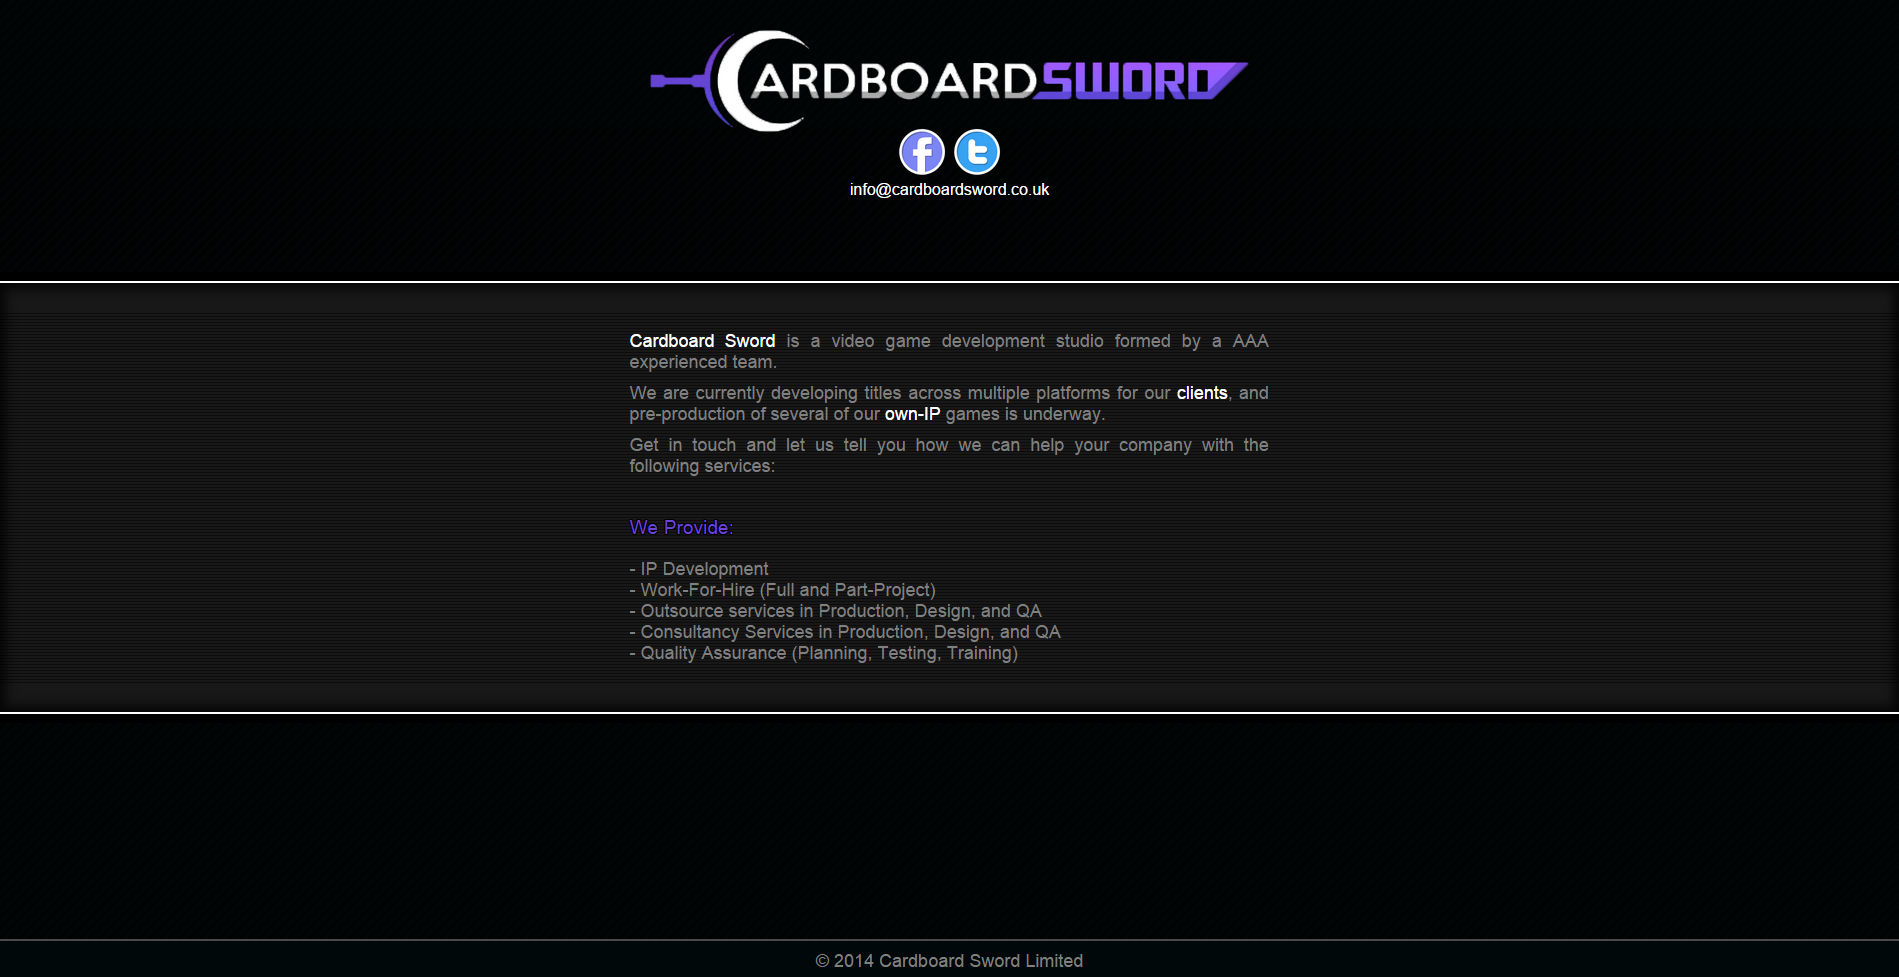 CARDBOARDSWORD
info@cardboardsword.co.uk
Cardboard Sword is a video game development studio formed by a AAA
experienced team.
We are currently developing titles across multiple platforms for our clients, and
pre-production of several of our own-IP games is underway.
Get in touch and let us tell you how we can help your company with the
following services:
We Provide:
- IP Development
- Work-For-Hire (Full and Part-Project)
- Outsource services in Production, Design, and QA
- Consultancy Services in Production, Design, and QA
- Quality Assurance (Planning, Testing, Training)
© 2014 Cardboard Sword Limited